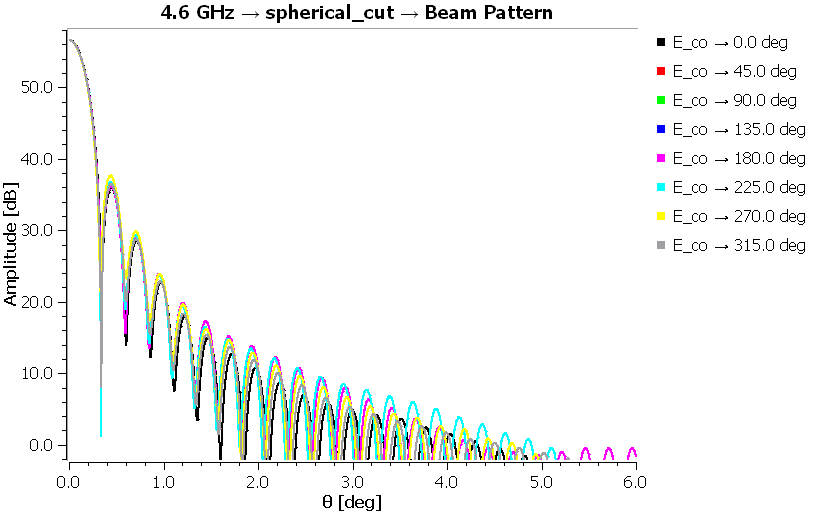 4.6 GHz → spherical_cut → Beam Pattern
Amplitude [dB]
50.0
40.0
30.0
20.0
10.0
0.0
0.0 1.0 2.0 3.0 4.0 5.0 6.0
θ [deg]
E_co → 0.0 deg
E_co → 45.0 deg
E_co → 90.0 deg
E_co → 135.0 deg
E_co → 180.0 deg
E_co → 225.0 deg
E_co → 270.0 deg
E_co → 315.0 deg